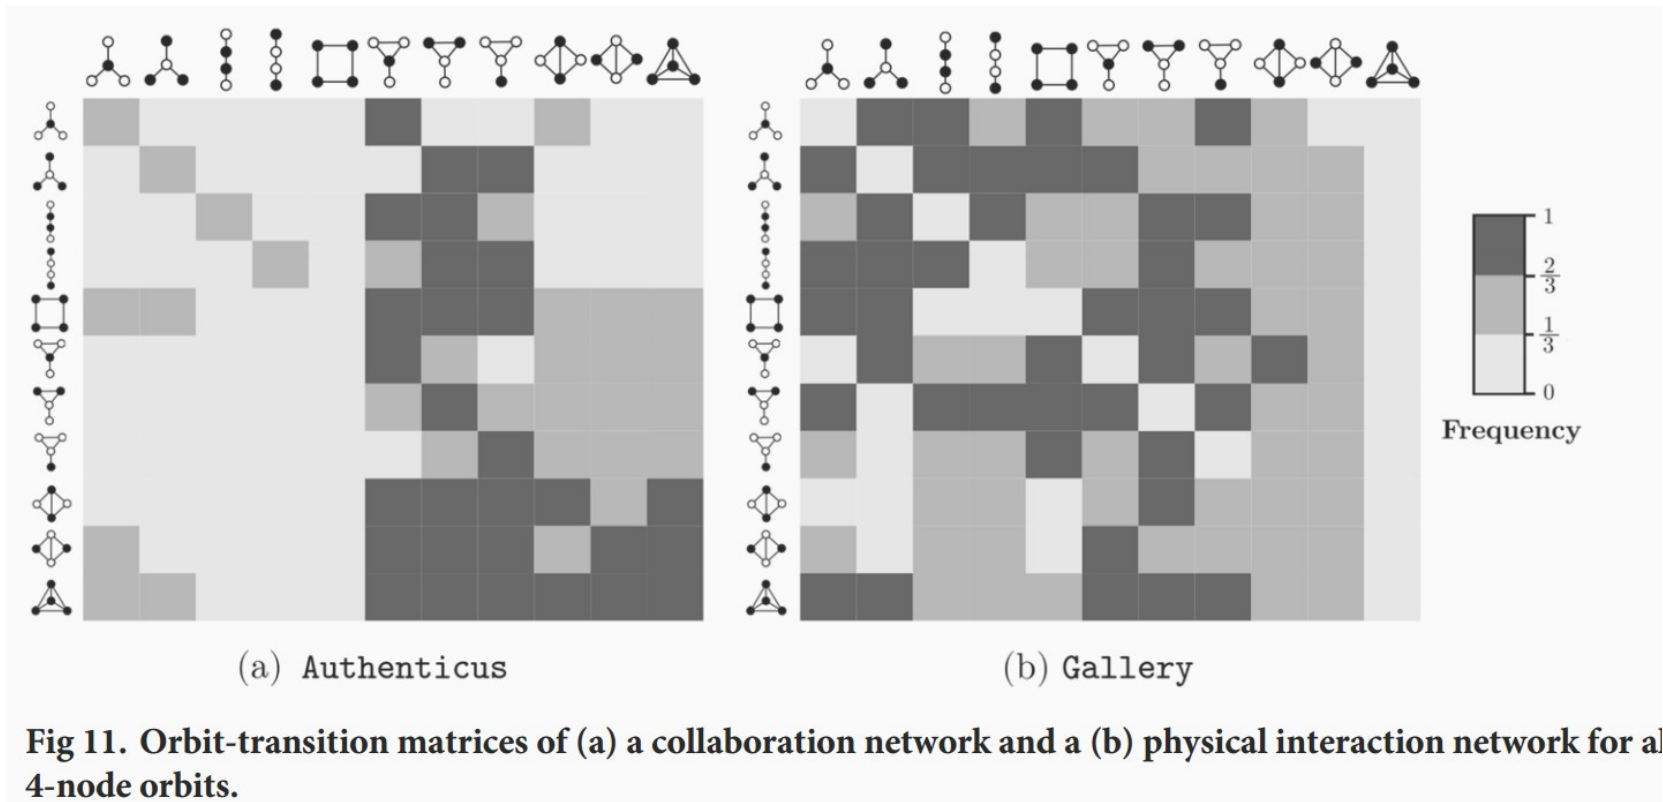 1
2
3
1
3
0
Frequency
(a) Authenticus
(b) Gallery
Fig 11. Orbit-transition matrices of (a) a collaboration network and a (b) physical interaction network for
4-node orbits.